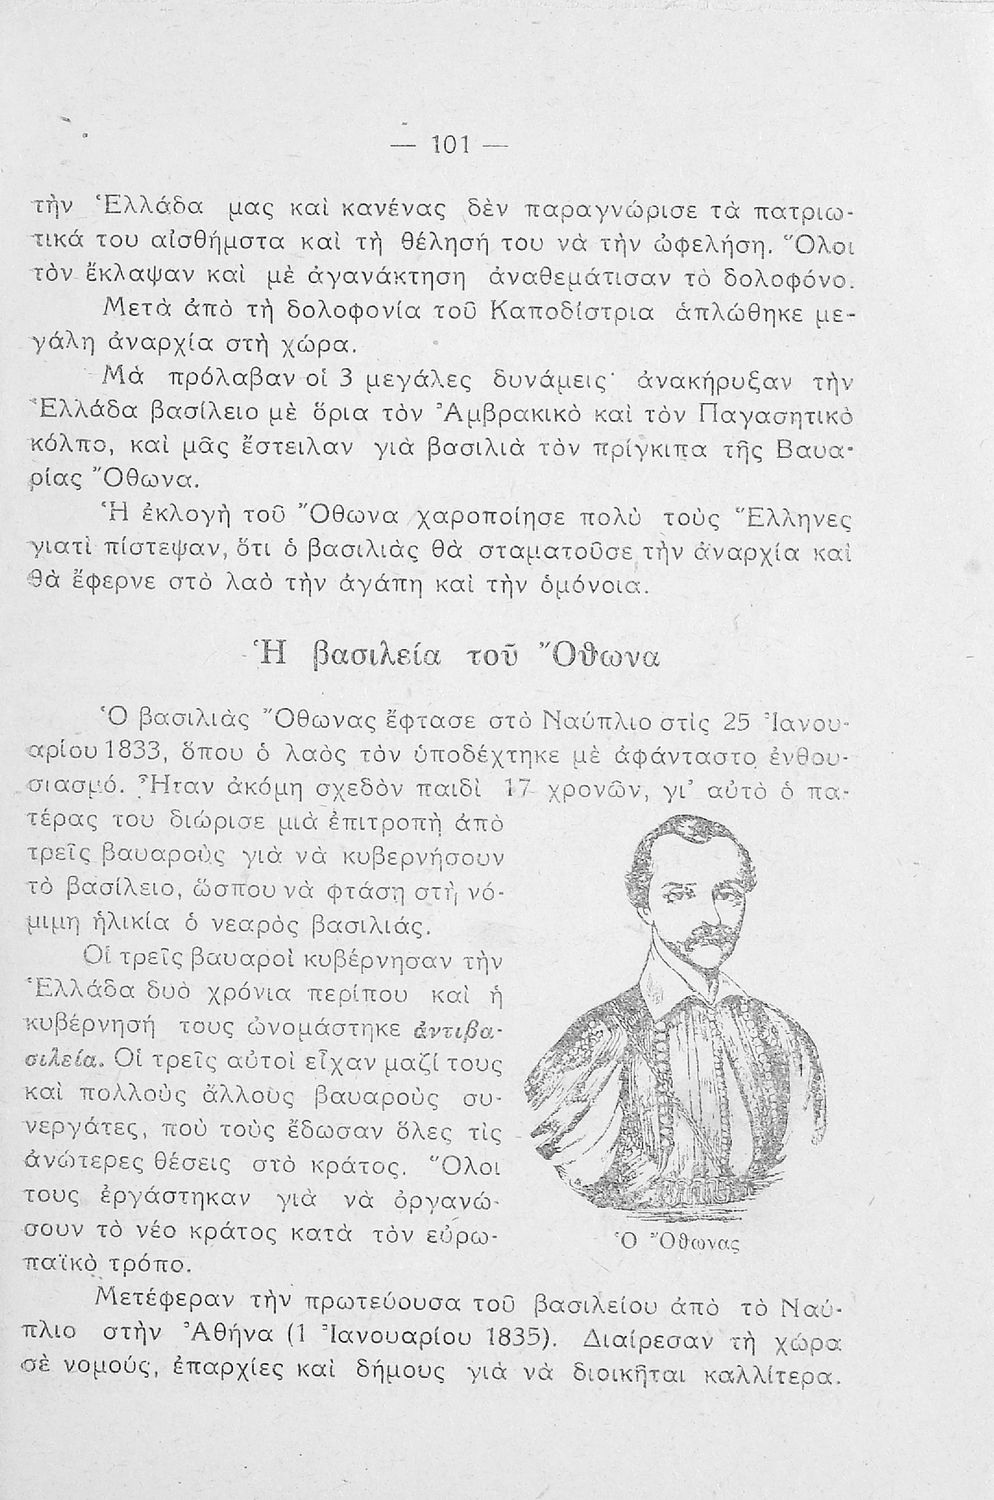 — 101 —
τὴν Ἑλλάδα μας καὶ κανένας δὲν παραγνώρισε τὰ πατριω-
τικά του αἰσθήμστα καὶ τὴ θέλησή του νὰ τὴν ὠφελήση. Ὅλοι
τὸν ἔκλαψαν καὶ μὲ ἀγανάκτηση ἀναθεμάτισαν τὸ δολοφόνο.
Μετὰ ἀπὸ τὴ δολοφονία τοῦ Καποδίστρια ἁπλώθηκε με-
γάλη ἀναρχία στὴ χώρα.
Μὰ πρόλαβαν οἱ 3 μεγάλες δυνάμεις· ἀνακήρυξαν τὴν
Ἑλλάδα βασίλειο μὲ ὅρια τὸν Ἀμβρακικὸ καὶ τὸν Παγασητικὸ
κόλπο, καὶ μᾶς ἔστειλαν γιὰ βασιλιὰ τὸν πρίγκιπα τῆς Βαυα-
ρίας Ὄθωνα.
Ἡ ἐκλογὴ τοῦ Ὄθωνα χαροποίησε πολὺ τοὺς Ἕλληνες
γιατὶ πίστεψαν, ὅτι ὁ βασιλιὰς θὰ σταματοῦσε τὴν ἀναρχία καὶ
θὰ ἔφερνε στὸ λαὸ τὴν ἀγάπη καὶ τὴν ὁμόνοια.
Ἡ βασιλεία τοῦ Ὄθωνα
Ὁ βασιλιὰς Ὄθωνας ἔφτασε στὸ Ναύπλιο στὶς 25 Ἰανου-
αρίου 1833, ὅπου ὁ λαὸς τὸν ὑποδέχτηκε μὲ ἀφάνταστο ἐνθου-
σιασμό. Ἦταν ἀκόμη σχεδὸν παιδὶ 17 χρονῶν, γι' αὐτὸ ὁ πα-
τέρας του διώρισε μιὰ ἐπιτροπὴ ἀπὸ
τρεῖς βαυαροὺς γιὰ νὰ κυβερνήσουν
τὸ βασίλειο, ὥσπου νὰ φτάση στὴ νό-
μιμη ἡλικία ὁ νεαρὸς βασιλιάς.
Οἱ τρεῖς βαυαροὶ κυβέρνησαν τὴν
Ἑλλάδα δυὸ χρόνια περίπου καὶ ἡ
κυβέρνησή τους ὠνομάστηκε ἀντιβα-
σιλεία. Οἱ τρεῖς αὐτοὶ εἶχαν μαζί τους
καὶ πολλοὺς ἄλλους βαυαροὺς συ-
νεργάτες, ποὺ τοὺς ἔδωσαν ὅλες τὶς
ἀνώτερες θέσεις στὸ κράτος. Ὅλοι
τους ἐργάστηκαν γιὰ νὰ ὀργανώ-
σουν τὸ νέο κράτος κατὰ τὸν εὐρω-
παϊκὸ τρόπο.
Ὁ Ὄθωνας
Μετέφεραν τὴν πρωτεύουσα τοῦ βασιλείου ἀπὸ τὸ Ναύ-
πλιο στὴν Ἀθήνα (1 Ἰανουαρίου 1835). Διαίρεσαν τὴ χώρα
σὲ νομούς, ἐπαρχίες καὶ δήμους γιὰ νὰ διοικῆται καλλίτερα.